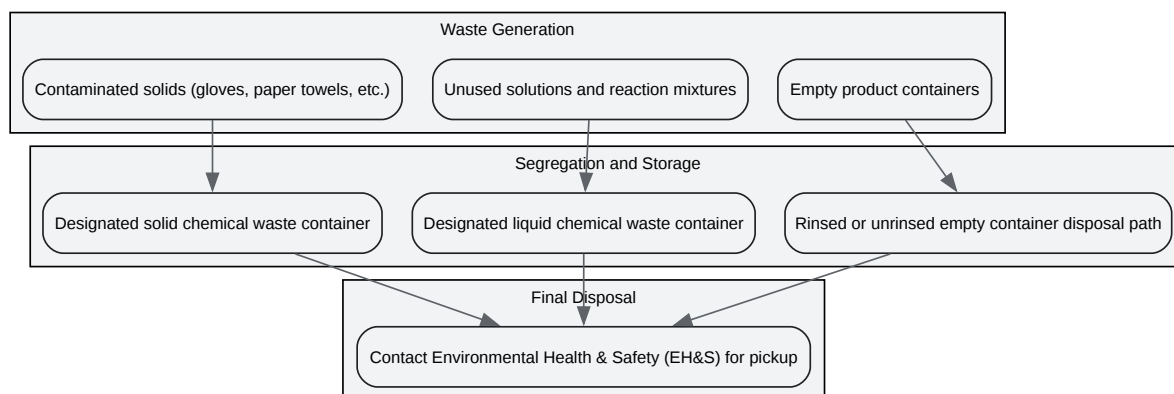 Waste Generation
Contaminated solids (gloves, paper towels, etc.)
Unused solutions and reaction mixtures
Empty product containers
Segregation and Storage
Designated solid chemical waste container
Designated liquid chemical waste container
Rinsed or unrinsed empty container disposal path
Final Disposal
Contact Environmental Health & Safety (EH&S) for pickup